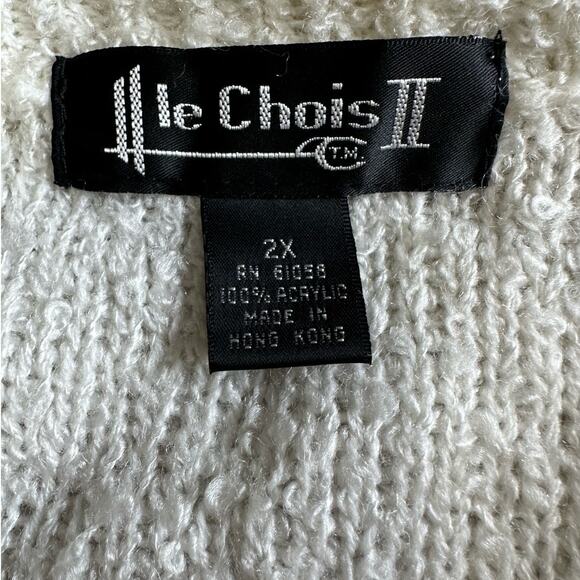 le Chois II
T.M.
2X
RN 61058
100% ACRYLIC
MADE IN
HONG KONG